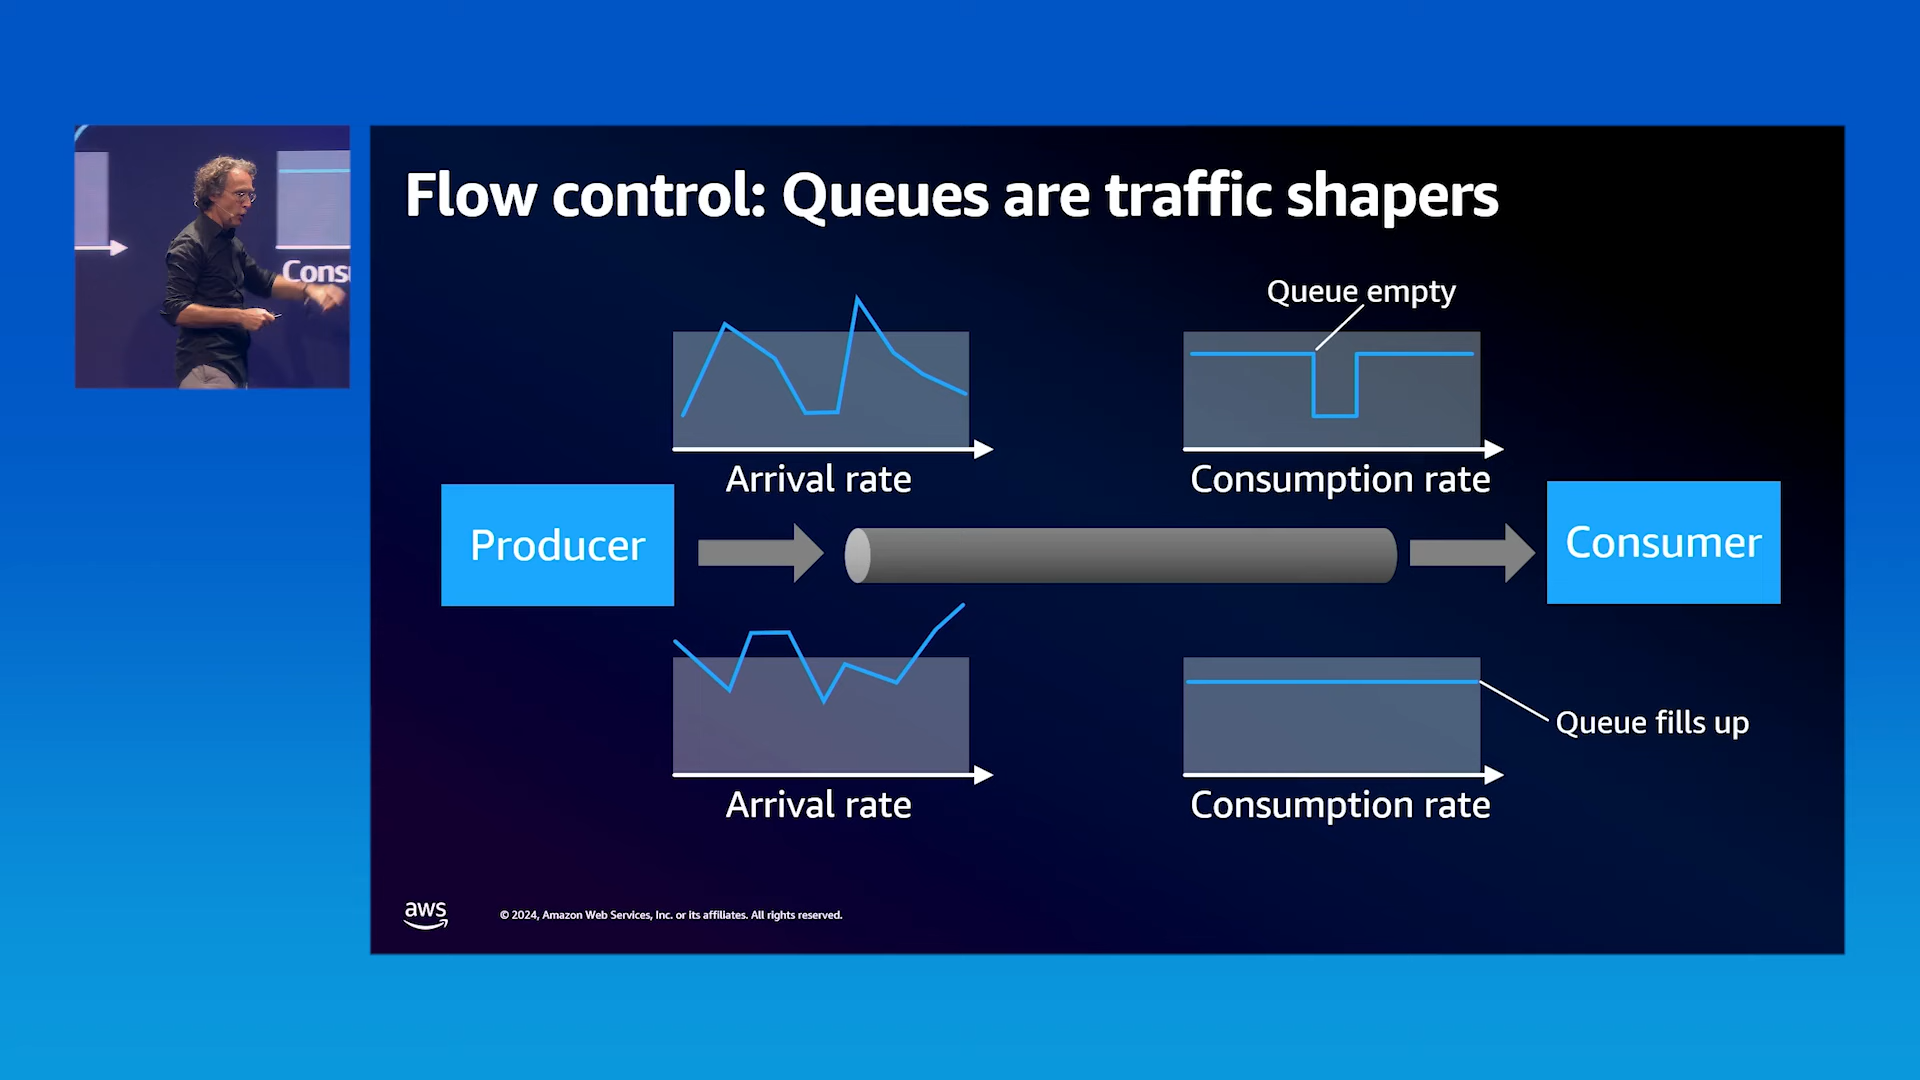 Flow control: Queues are traffic shapers
Queue empty
Arrival rate
Consumption rate
Producer
Consumer
Queue fills up
Arrival rate
Consumption rate
aws
© 2024, Amazon Web Services, Inc. or its affiliates. All rights reserved.
Cons